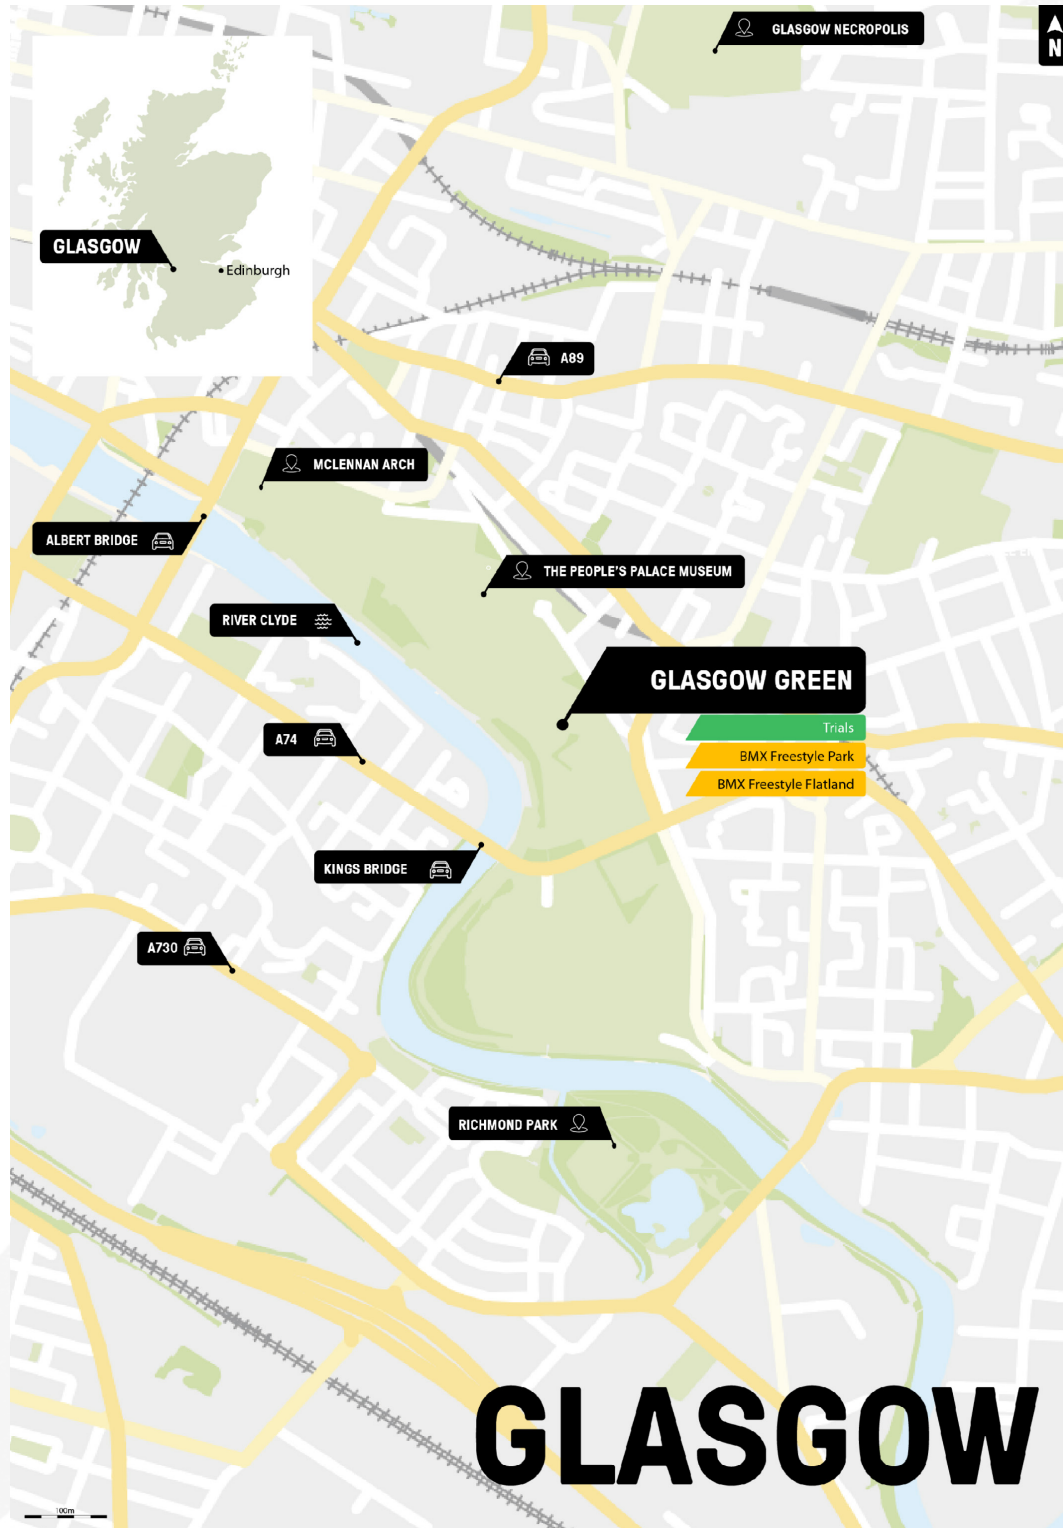 GLASGOW NECROPOLIS
N
GLASGOW
Edinburgh
A89
MCLENNAN ARCH
ALBERT BRIDGE
THE PEOPLE'S PALACE MUSEUM
RIVER CLYDE
GLASGOW GREEN
Trials
A74
BMX Freestyle Park
BMX Freestyle Flatland
KINGS BRIDGE
A730
RICHMOND PARK
GLASGOW
100m